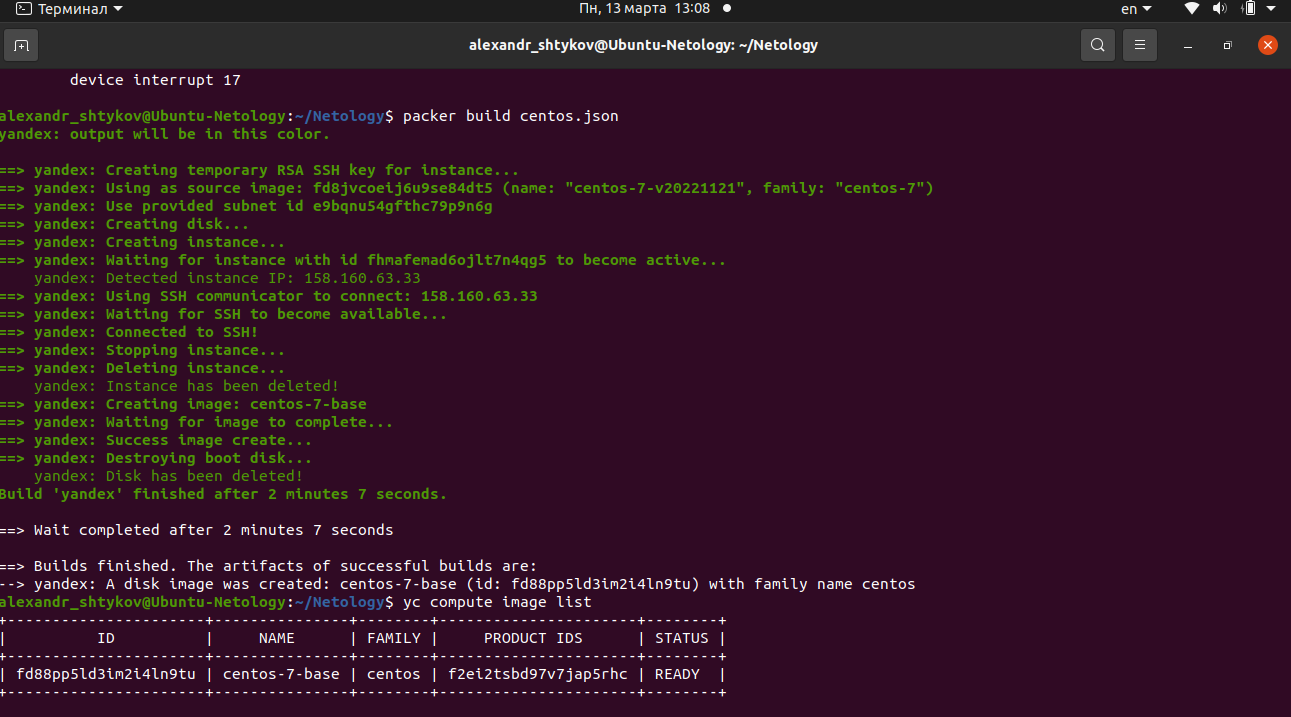 Терминал
Пн, 13 марта 13:08
en
alexandr_shtykov@Ubuntu-Netology: ~/Netology
device interrupt 17
alexandr_shtykov@Ubuntu-Netology:~/Netology$ packer build centos.json
yandex: output will be in this color.
==> yandex: Creating temporary RSA SSH key for instance...
==> yandex: Using as source image: fd8jvcoeij6u9se84dt5 (name: "centos-7-v20221121", family: "centos-7")
==> yandex: Use provided subnet id e9bqnu54gfthc79p9n6g
==> yandex: Creating disk...
==> yandex: Creating instance...
==> yandex: Waiting for instance with id fhmafemad6ojlt7n4qg5 to become active...
    yandex: Detected instance IP: 158.160.63.33
==> yandex: Using SSH communicator to connect: 158.160.63.33
==> yandex: Waiting for SSH to become available...
==> yandex: Connected to SSH!
==> yandex: Stopping instance...
==> yandex: Deleting instance...
    yandex: Instance has been deleted!
==> yandex: Creating image: centos-7-base
==> yandex: Waiting for image to complete...
==> yandex: Success image create...
==> yandex: Destroying boot disk...
    yandex: Disk has been deleted!
Build 'yandex' finished after 2 minutes 7 seconds.
==> Wait completed after 2 minutes 7 seconds
==> Builds finished. The artifacts of successful builds are:
--> yandex: A disk image was created: centos-7-base (id: fd88pp5ld3im2i4ln9tu) with family name centos
alexandr_shtykov@Ubuntu-Netology:~/Netology$ yc compute image list
+----------------------+---------------+--------+----------------------+--------+
|          ID          |     NAME      | FAMILY |     PRODUCT IDS      | STATUS |
+----------------------+---------------+--------+----------------------+--------+
| fd88pp5ld3im2i4ln9tu | centos-7-base | centos | f2ei2tsbd97v7jap5rhc | READY  |
+----------------------+---------------+--------+----------------------+--------+